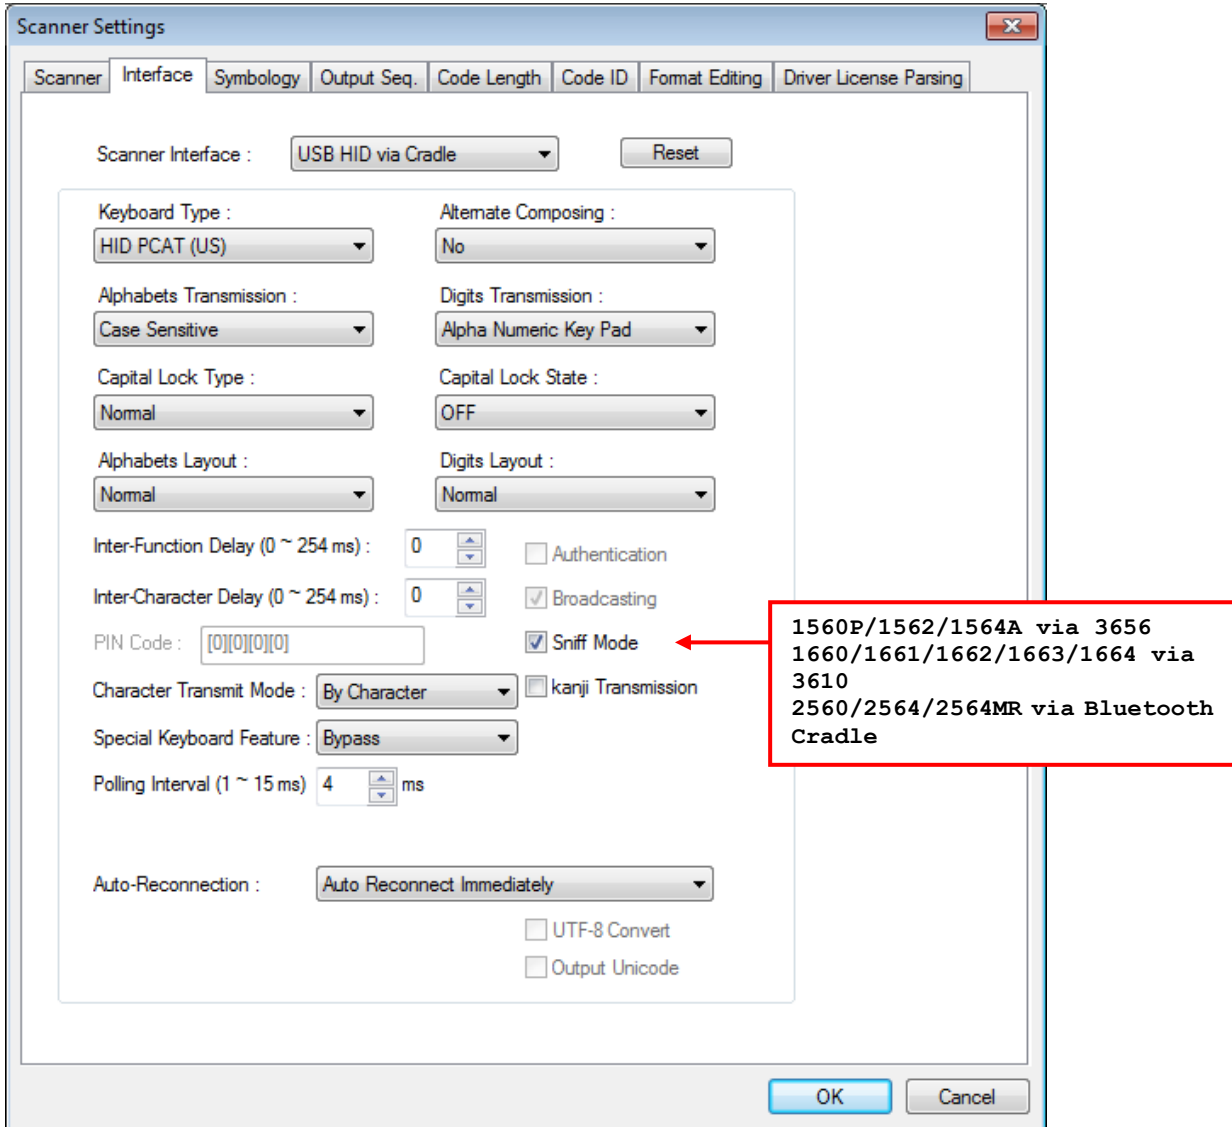 Scanner Settings
Scanner Interface Symbology Output Seq. Code Length Code ID Format Editing Driver License Parsing
Scanner Interface : USB HID via Cradle Reset
Keyboard Type : Alternate Composing :
HID PCAT (US) No
Alphabets Transmission : Digits Transmission :
Case Sensitive Alpha Numeric Key Pad
Capital Lock Type : Capital Lock State :
Normal OFF
Alphabets Layout : Digits Layout :
Normal Normal
Inter-Function Delay (0 ~ 254 ms) : 0 Authentication
Inter-Character Delay (0 ~ 254 ms) : 0 Broadcasting
PIN Code : [0][0][0][0] Sniff Mode
Character Transmit Mode : By Character kanji Transmission
Special Keyboard Feature : Bypass
Polling Interval (1 ~ 15 ms) 4 ms
Auto-Reconnection : Auto Reconnect Immediately
UTF-8 Convert
Output Unicode
1560P/1562/1564A via 3656
1660/1661/1662/1663/1664 via
3610
2560/2564/2564MR via Bluetooth
Cradle
OK Cancel